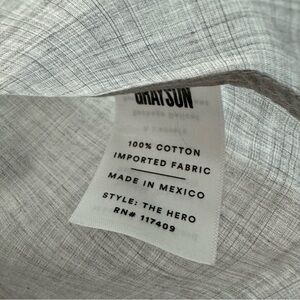 GRAYSON
100% COTTON
IMPORTED FABRIC
MADE IN MEXICO
STYLE: THE HERO
RN# 117409